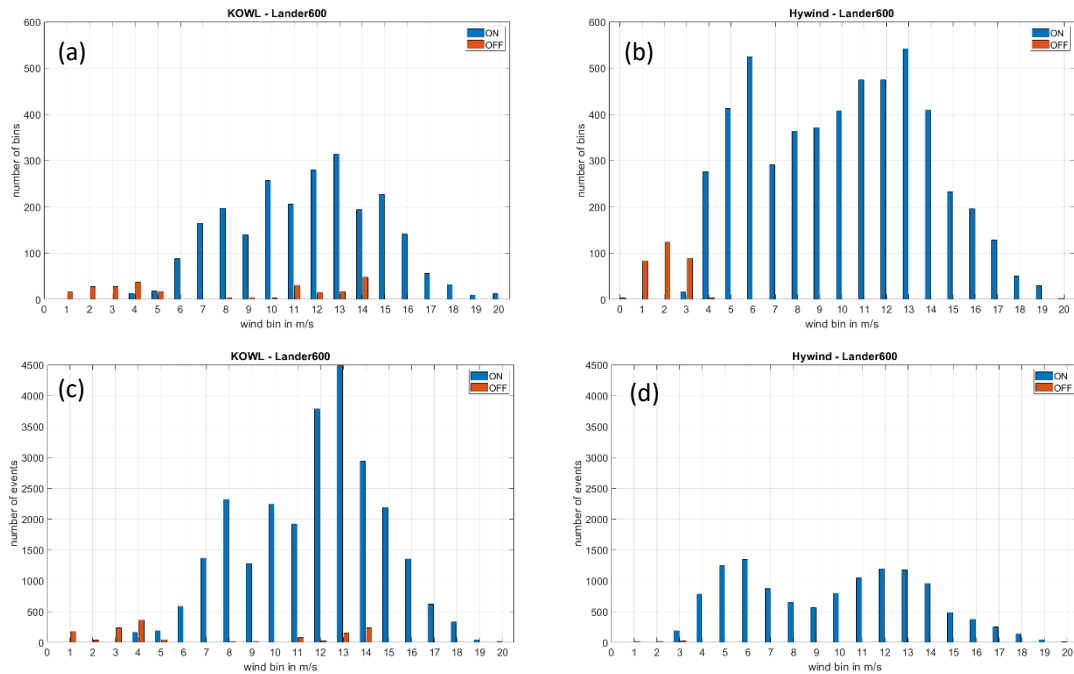 KOWL - Lander600
(a)
ON
OFF
number of bins
600
500
400
300
200
100
0
1 2 3 4 5 6 7 8 9 10 11 12 13 14 15 16 17 18 19 20
wind bin in m/s
Hywind - Lander600
(b)
ON
OFF
number of bins
600
500
400
300
200
100
0
0 1 2 3 4 5 6 7 8 9 10 11 12 13 14 15 16 17 18 19 20
wind bin in m/s
KOWL - Lander600
(c)
ON
OFF
number of events
4500
4000
3500
3000
2500
2000
1500
1000
500
0
0 1 2 3 4 5 6 7 8 9 10 11 12 13 14 15 16 17 18 19 20
wind bin in m/s
Hywind - Lander600
(d)
ON
OFF
number of events
4500
4000
3500
3000
2500
2000
1500
1000
500
0
0 1 2 3 4 5 6 7 8 9 10 11 12 13 14 15 16 17 18 19 20
wind bin in m/s